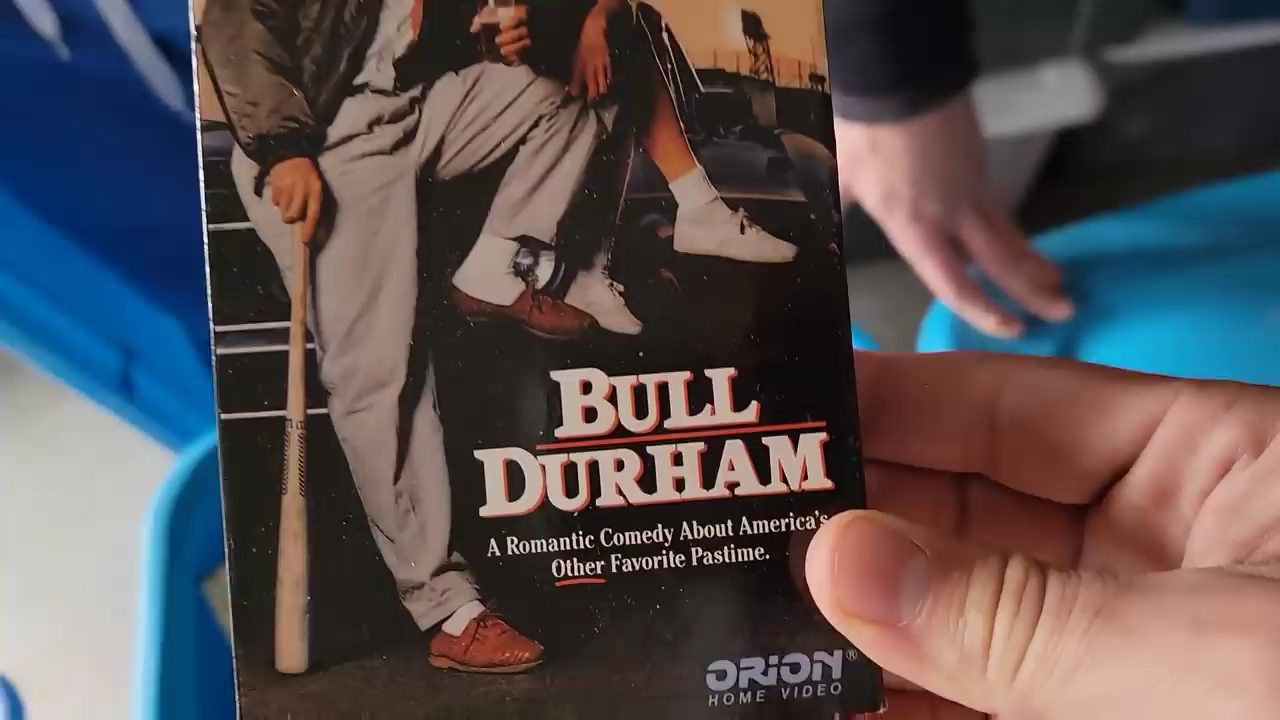 BULL
DURHAM
A Romantic Comedy About America's
Other Favorite Pastime.
ORION®
HOME VIDEO